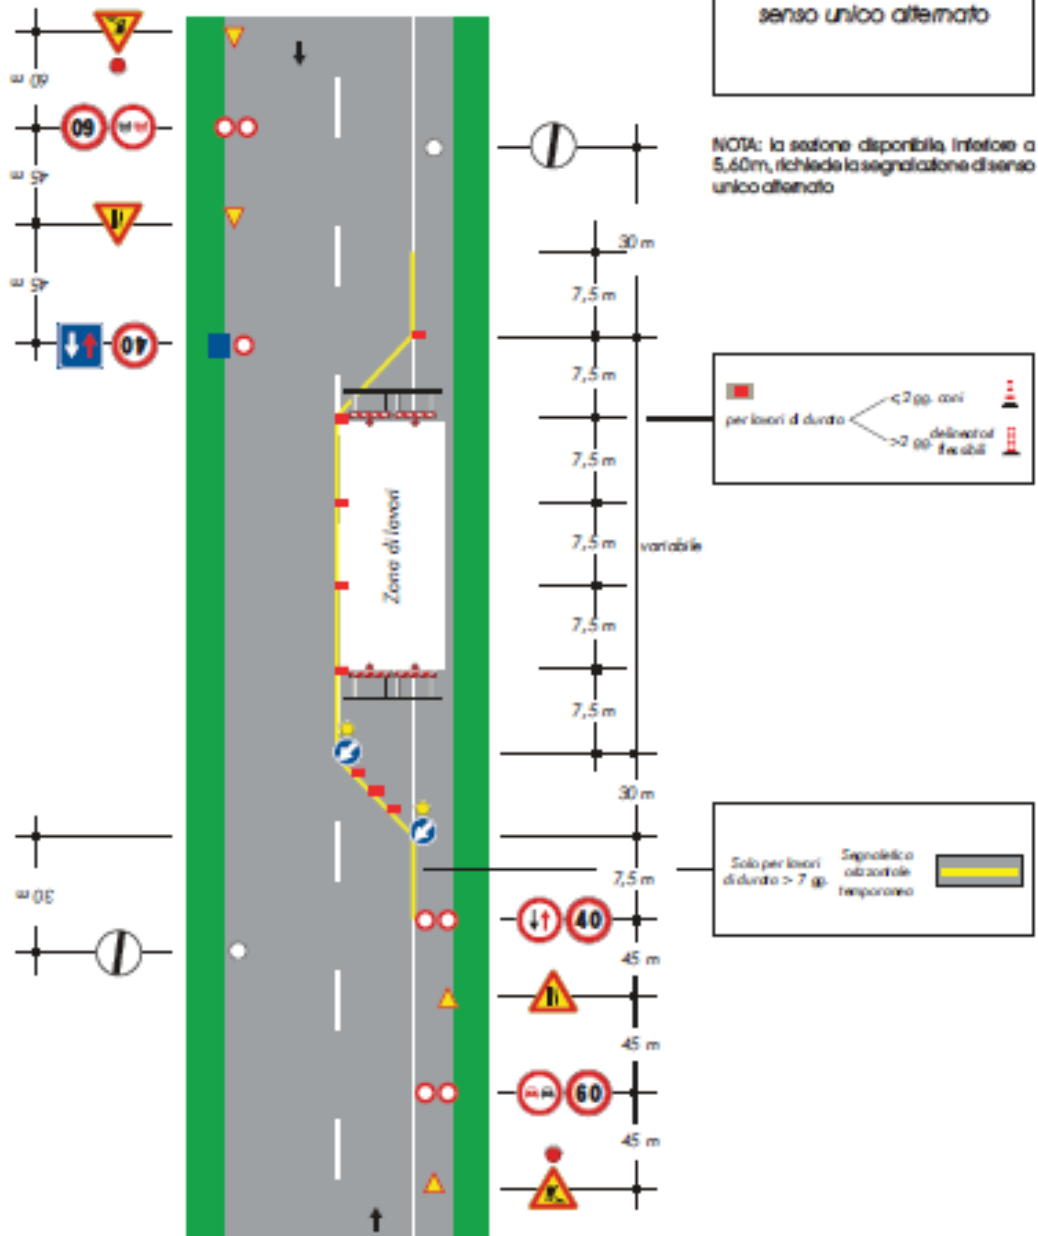 senso unico alternato
NOTA: la sezione disponibile, inferiore a
5,60m, richiede la segnalazione di senso
unico alternato
60 m
60
45 m
45 m
40
30 m
7,5 m
7,5 m
7,5 m
7,5 m
7,5 m
7,5 m
variabile
Zona di lavori
per lavori di durata
<2 gg. coni
>2 gg. delineatori
flessibili
30 m
7,5 m
Solo per lavori
di durata > 7 gg.
Segnaletica
orizzontale
temporanea
30 m
40
45 m
45 m
60
45 m